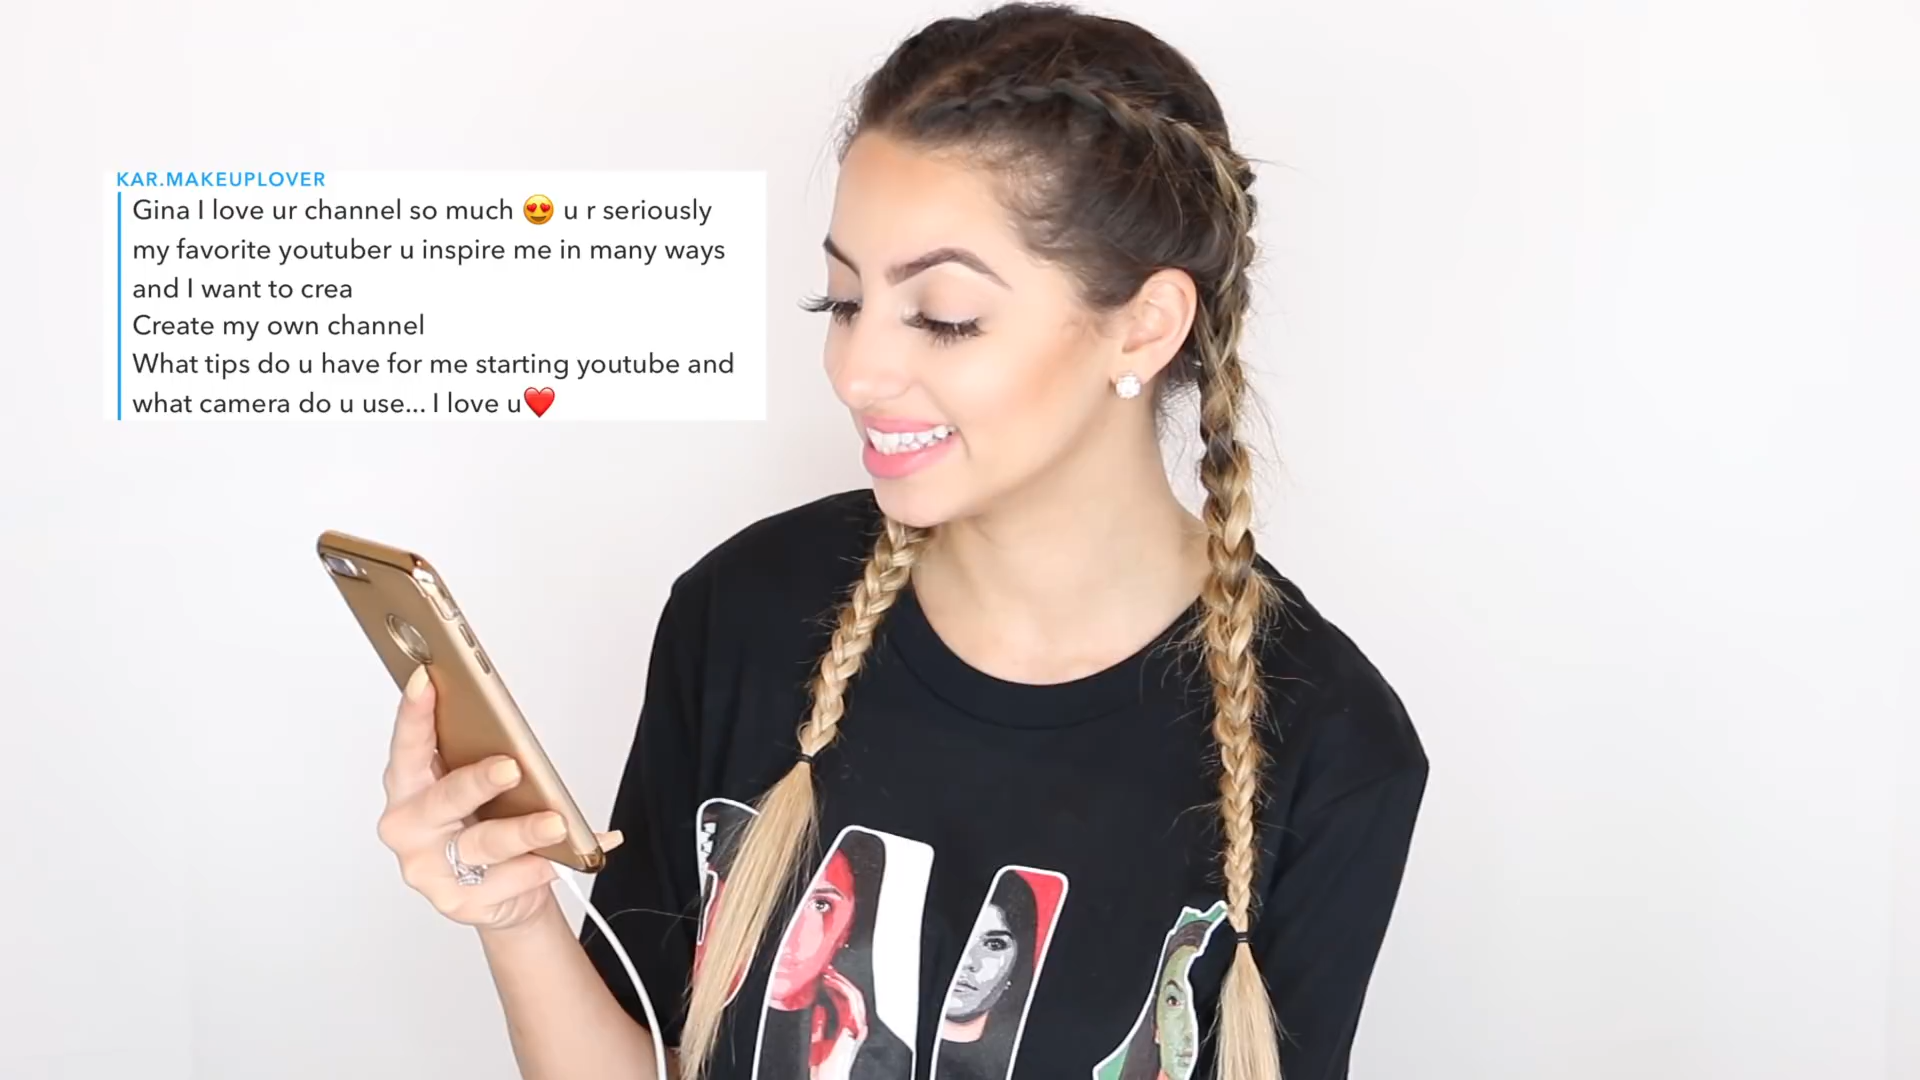 KAR.MAKEUPLOVER
Gina I love ur channel so much 😍 u r seriously
my favorite youtuber u inspire me in many ways
and I want to crea
Create my own channel
What tips do u have for me starting youtube and
what camera do u use... I love u❤️